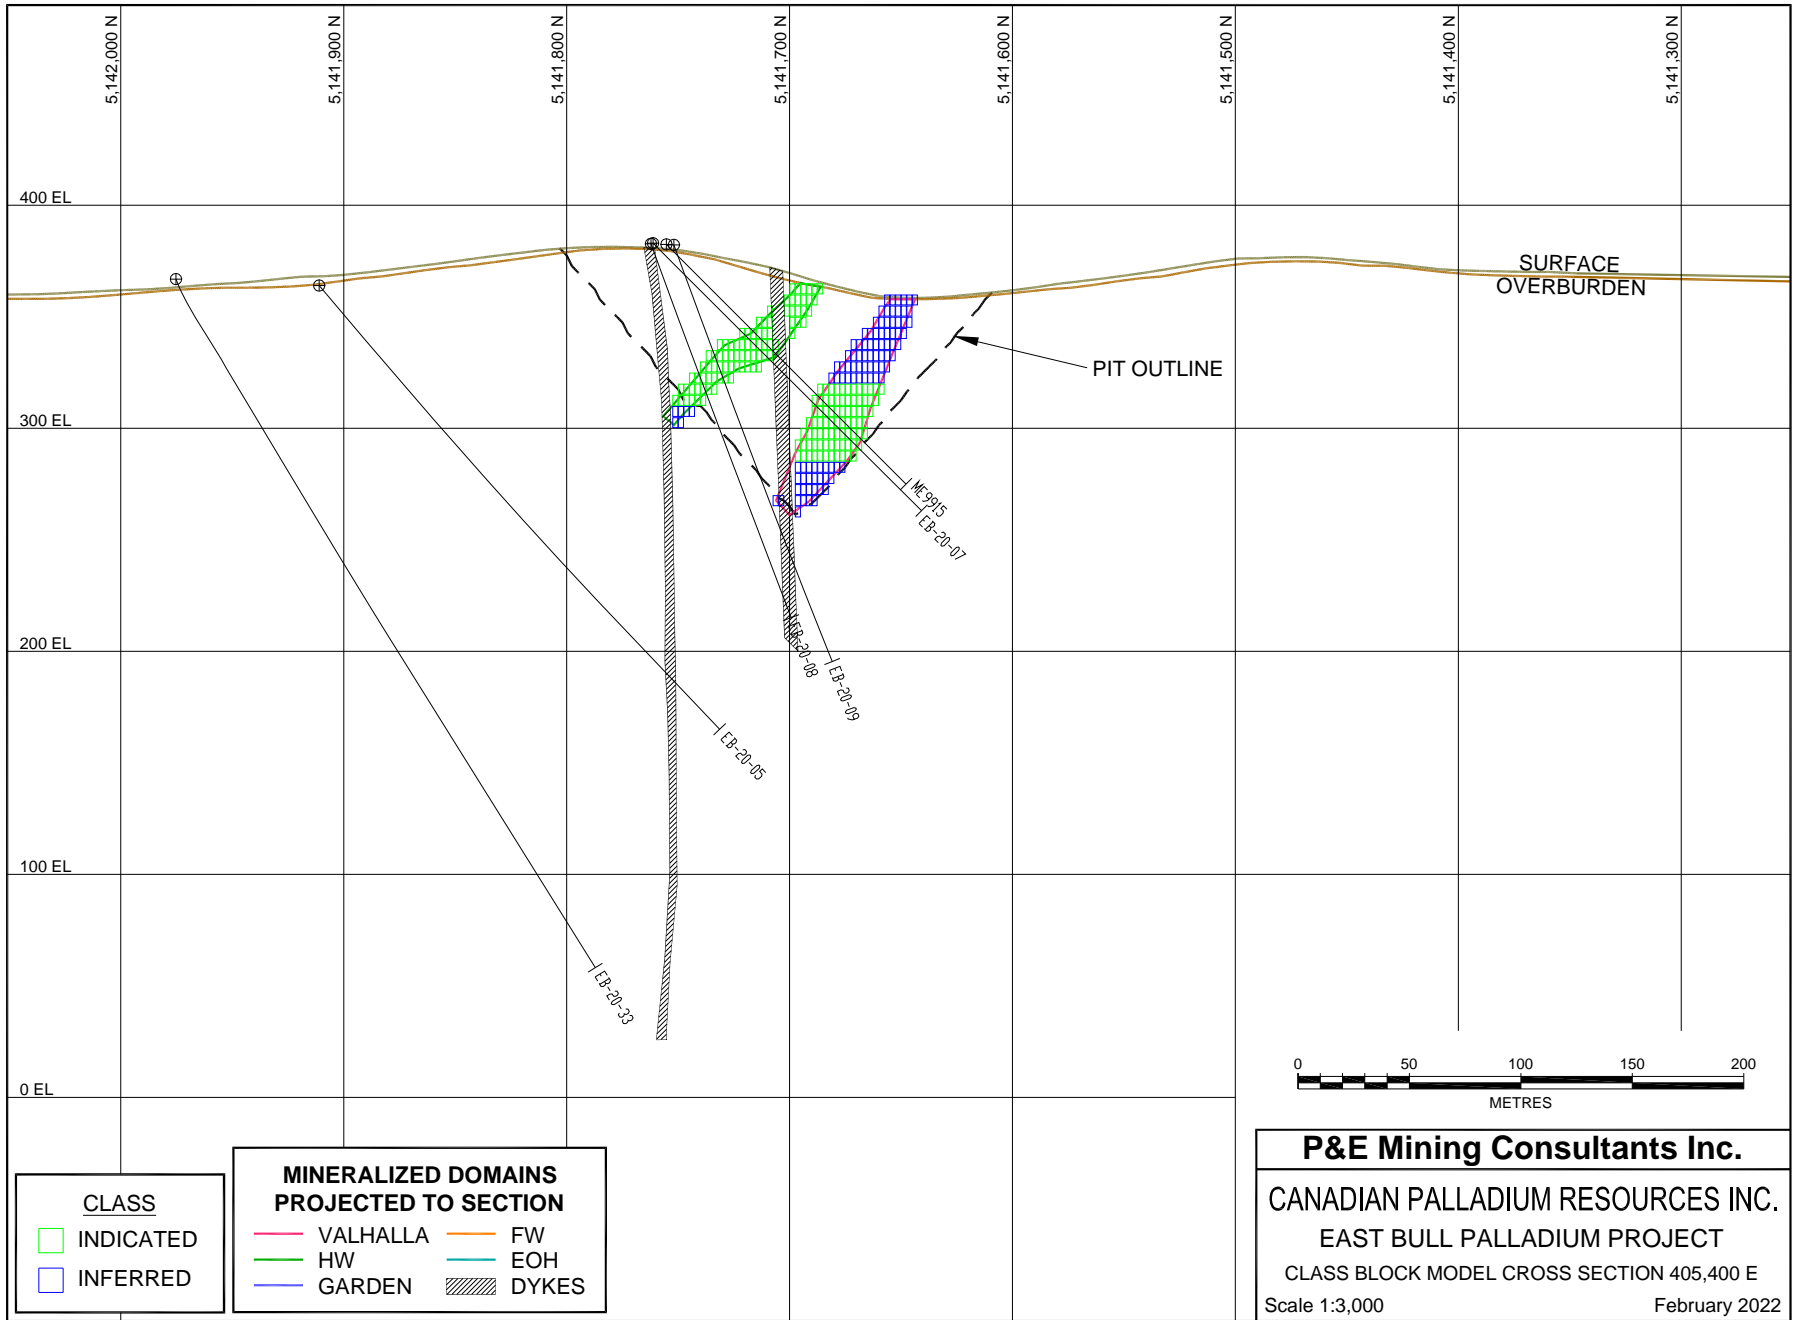 5,142,000 N
5,141,900 N
5,141,800 N
5,141,700 N
5,141,600 N
5,141,500 N
5,141,400 N
5,141,300 N
400 EL
300 EL
200 EL
100 EL
0 EL
SURFACE
OVERBURDEN
PIT OUTLINE
ME9915
EB-20-07
EB-20-08
EB-20-09
EB-20-05
EB-20-33
0 50 100 150 200
METRES
CLASS
INDICATED
INFERRED
MINERALIZED DOMAINS
PROJECTED TO SECTION
VALHALLA FW
HW EOH
GARDEN DYKES
P&E Mining Consultants Inc.
CANADIAN PALLADIUM RESOURCES INC.
EAST BULL PALLADIUM PROJECT
CLASS BLOCK MODEL CROSS SECTION 405,400 E
Scale 1:3,000 February 2022